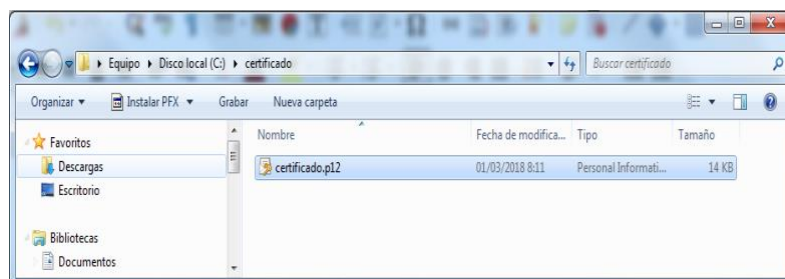 Equipo ▸ Disco local (C:) ▸ certificado
Buscar certificado
Organizar ▾ Instalar PFX ▾ Grabar Nueva carpeta
Favoritos
Descargas
Escritorio
Bibliotecas
Documentos
Nombre Fecha de modifica... Tipo Tamaño
certificado.p12 01/03/2018 8:11 Personal Informati... 14 KB